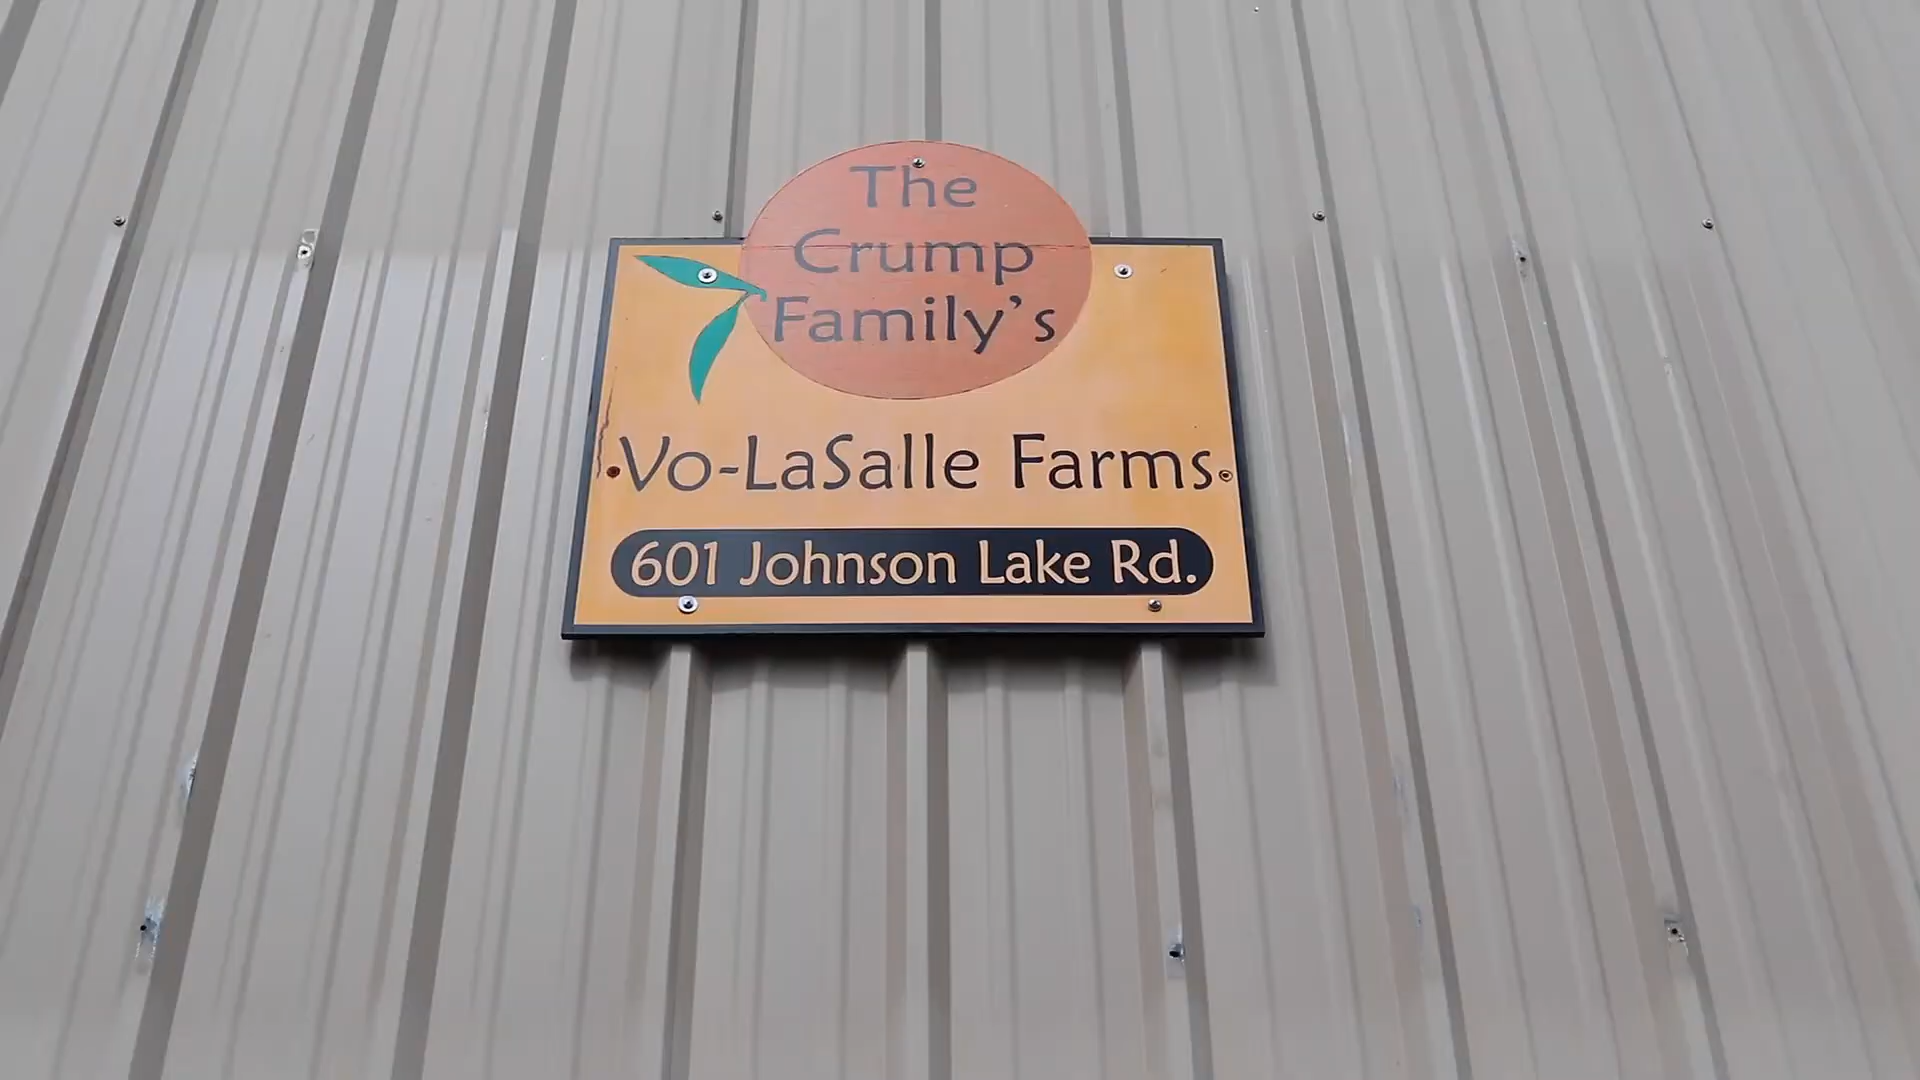 The
Crump
Family's
Vo-LaSalle Farms
601 Johnson Lake Rd.